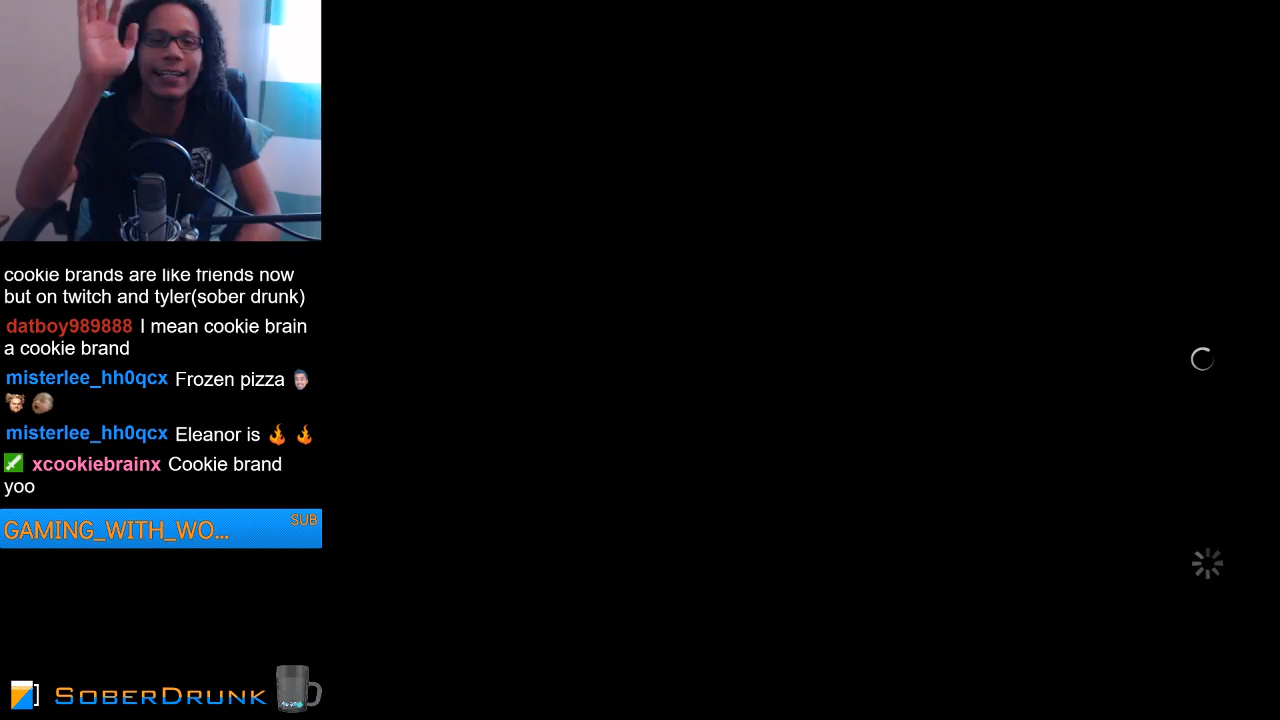 cookie brands are like friends now
but on twitch and tyler(sober drunk)
datboy989888 I mean cookie brain
a cookie brand
misterlee_hh0qcx Frozen pizza
misterlee_hh0qcx Eleanor is 🔥 🔥
xcookiebrainx Cookie brand
yoo
GAMING_WITH_WO... SUB
SOBERDRUNK